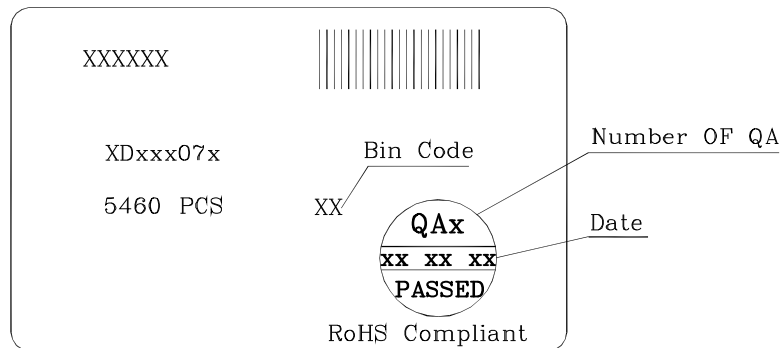 XXXXXX
Number OF QA
XDxxx07x
Bin Code
5460 PCS
XX
QAx
Date
xx xx xx
PASSED
RoHS Compliant